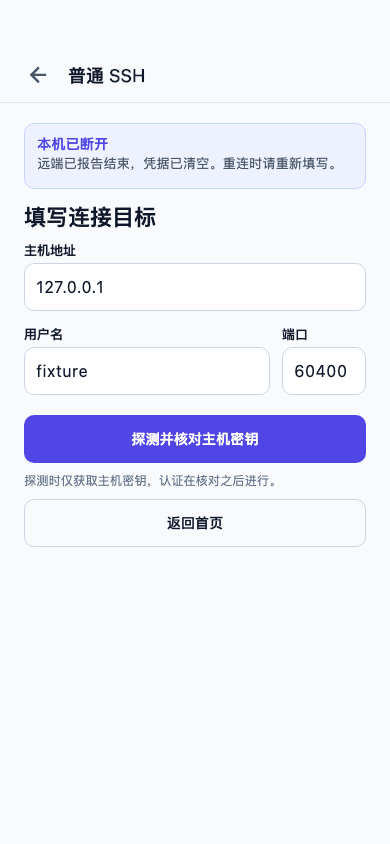 普通 SSH
本机已断开
远端已报告结束，凭据已清空。重连时请重新填写。
填写连接目标
主机地址
127.0.0.1
用户名
端口
fixture
60400
探测并核对主机密钥
探测时仅获取主机密钥，认证在核对之后进行。
返回首页